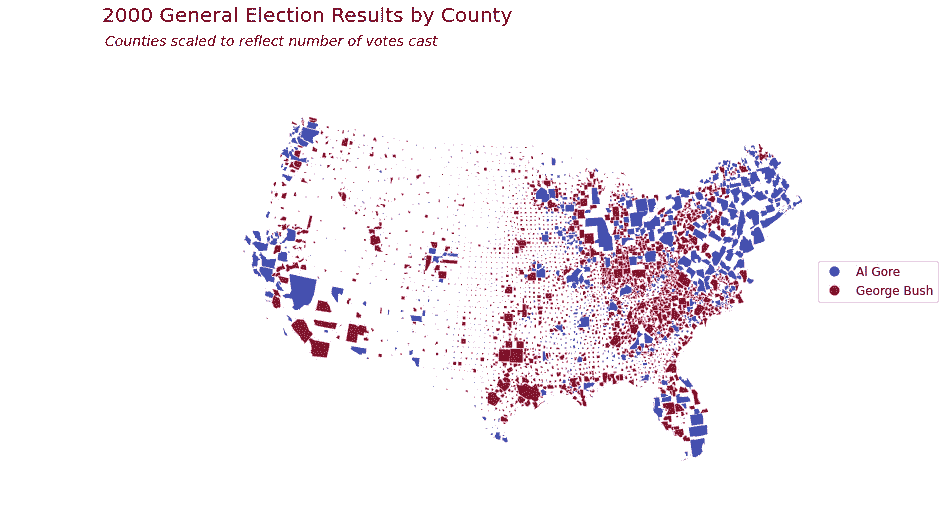 2000 General Election Results by County
Counties scaled to reflect number of votes cast
Al Gore
George Bush